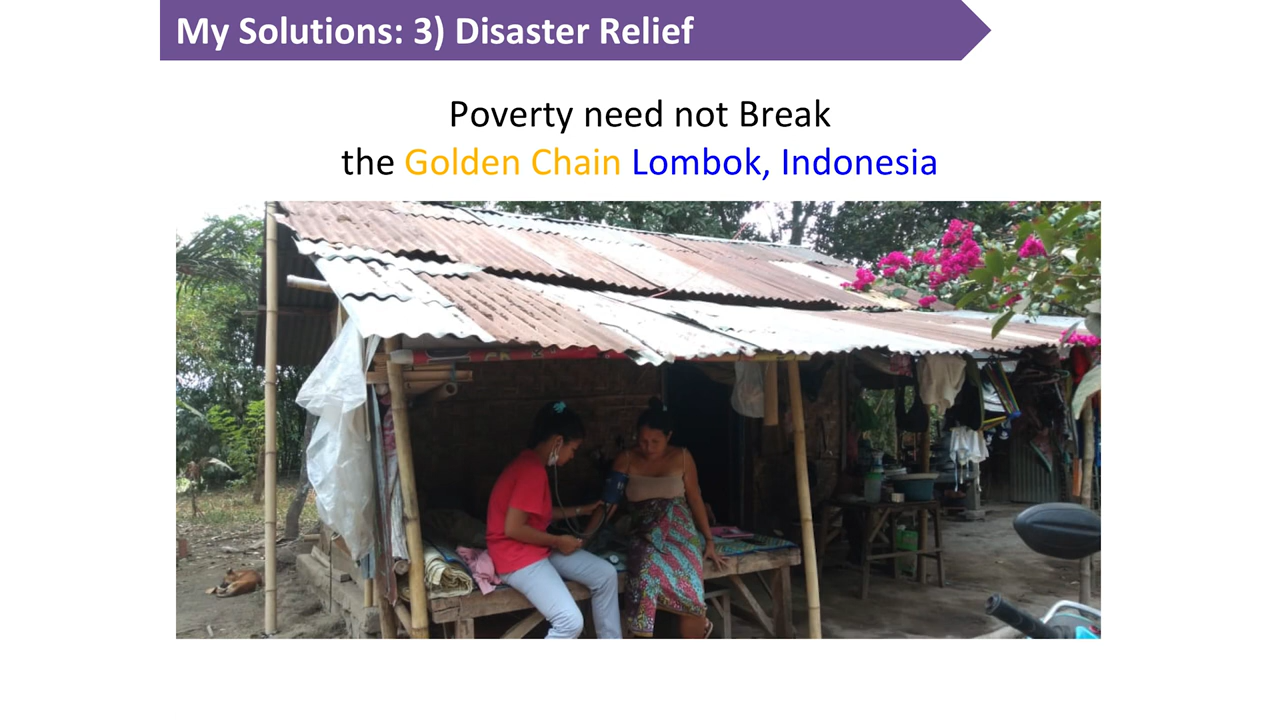 My Solutions: 3) Disaster Relief
Poverty need not Break
the Golden Chain Lombok, Indonesia